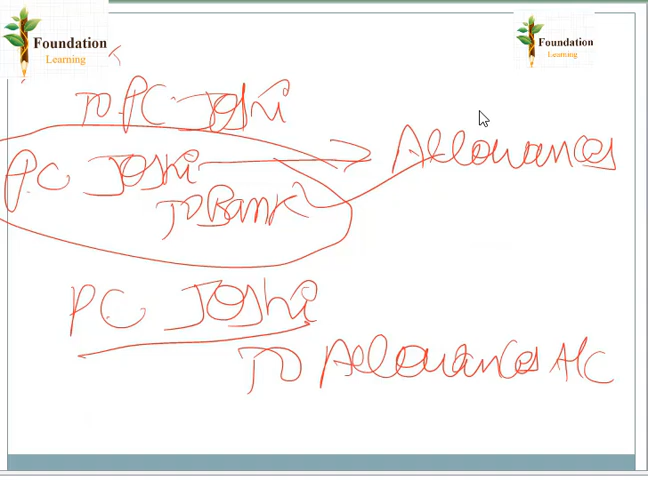 Foundation
Learning
Foundation
Learning
To PC Joshi
PC Joshi
Allowances
To Bank
PC Joshi
To Allowances A/C